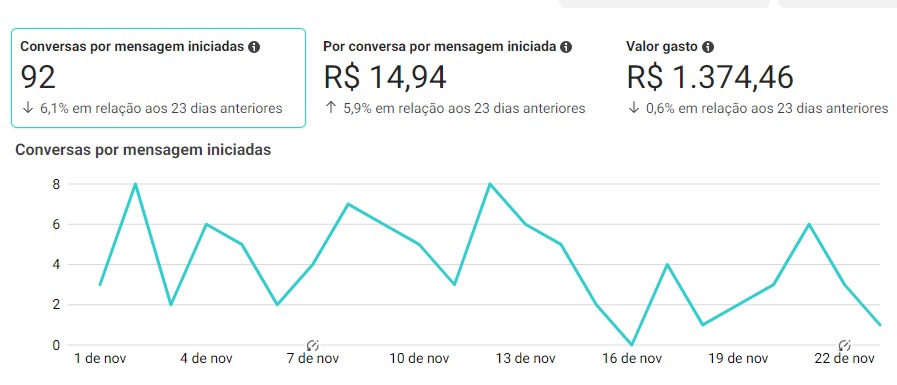 Conversas por mensagem iniciadas
92
↓ 6,1% em relação aos 23 dias anteriores
Por conversa por mensagem iniciada
R$ 14,94
↑ 5,9% em relação aos 23 dias anteriores
Valor gasto
R$ 1.374,46
↓ 0,6% em relação aos 23 dias anteriores
Conversas por mensagem iniciadas
8
6
4
2
0
1 de nov 4 de nov 7 de nov 10 de nov 13 de nov 16 de nov 19 de nov 22 de nov